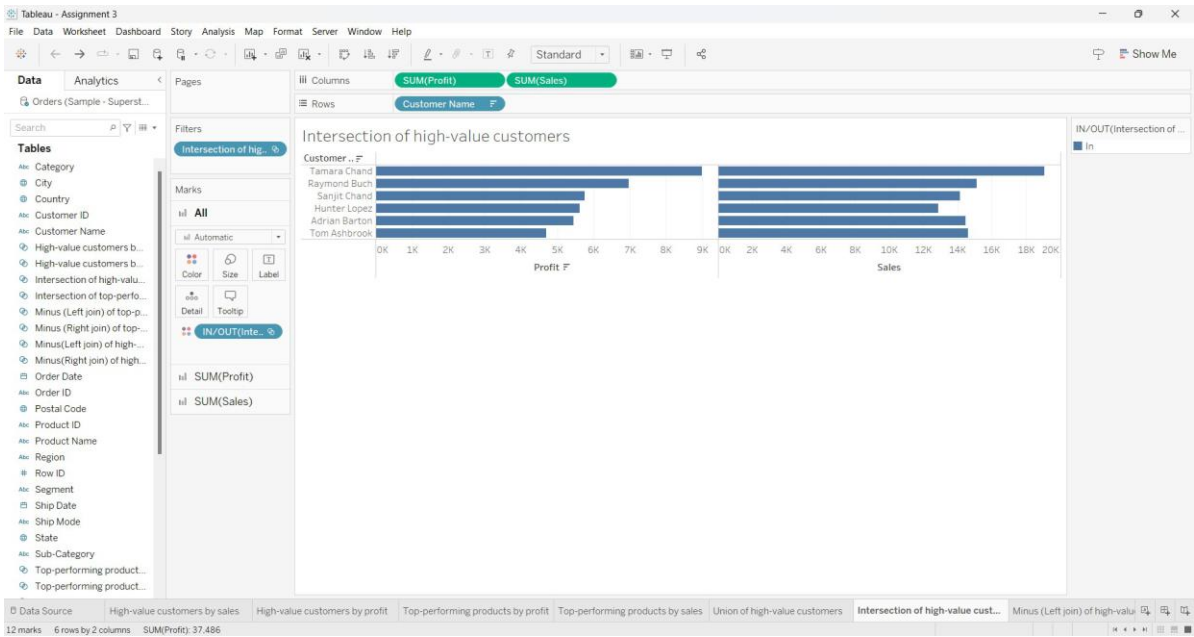 Tableau - Assignment 3
File Data Worksheet Dashboard Story Analysis Map Format Server Window Help
Standard
Show Me
Data Analytics
Orders (Sample - Superst...
Search
Tables
Abc Category
City
Country
Abc Customer ID
Abc Customer Name
High-value customers b...
High-value customers b...
Intersection of high-valu...
Intersection of top-perfo...
Minus (Left join) of top-p...
Minus (Right join) of top-...
Minus(Left join) of high-...
Minus(Right join) of high...
Order Date
Abc Order ID
Postal Code
Abc Product ID
Abc Product Name
Abc Region
# Row ID
Abc Segment
Ship Date
Abc Ship Mode
State
Abc Sub-Category
Top-performing product...
Top-performing product...
Pages
Filters
Intersection of hig..
Marks
All
Automatic
Color Size Label
Detail Tooltip
IN/OUT(Inte..
SUM(Profit)
SUM(Sales)
Columns SUM(Profit) SUM(Sales)
Rows Customer Name
Intersection of high-value customers
Customer ..
Tamara Chand
Raymond Buch
Sanjit Chand
Hunter Lopez
Adrian Barton
Tom Ashbrook
0K 1K 2K 3K 4K 5K 6K 7K 8K 9K 0K 2K 4K 6K 8K 10K 12K 14K 16K 18K 20K
Profit Sales
IN/OUT(Intersection of ...
In
Data Source High-value customers by sales High-value customers by profit Top-performing products by profit Top-performing products by sales Union of high-value customers Intersection of high-value cust... Minus (Left join) of high-valu
12 marks 6 rows by 2 columns SUM(Profit): 37,486